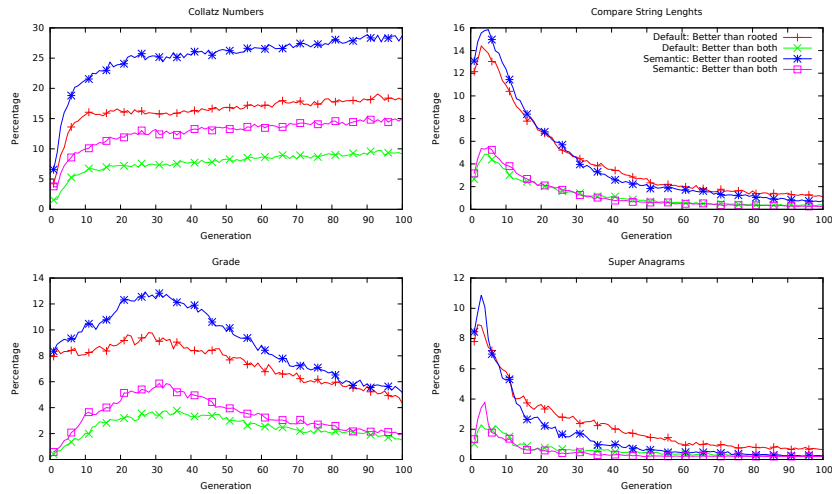 Collatz Numbers
Percentage
30
25
20
15
10
5
0
0 10 20 30 40 50 60 70 80 90 100
Generation
Compare String Lenghts
Percentage
16
14
12
10
8
6
4
2
0
Default: Better than rooted
Default: Better than both
Semantic: Better than rooted
Semantic: Better than both
0 10 20 30 40 50 60 70 80 90 100
Generation
Grade
Percentage
14
12
10
8
6
4
2
0
0 10 20 30 40 50 60 70 80 90 100
Generation
Super Anagrams
Percentage
12
10
8
6
4
2
0
0 10 20 30 40 50 60 70 80 90 100
Generation